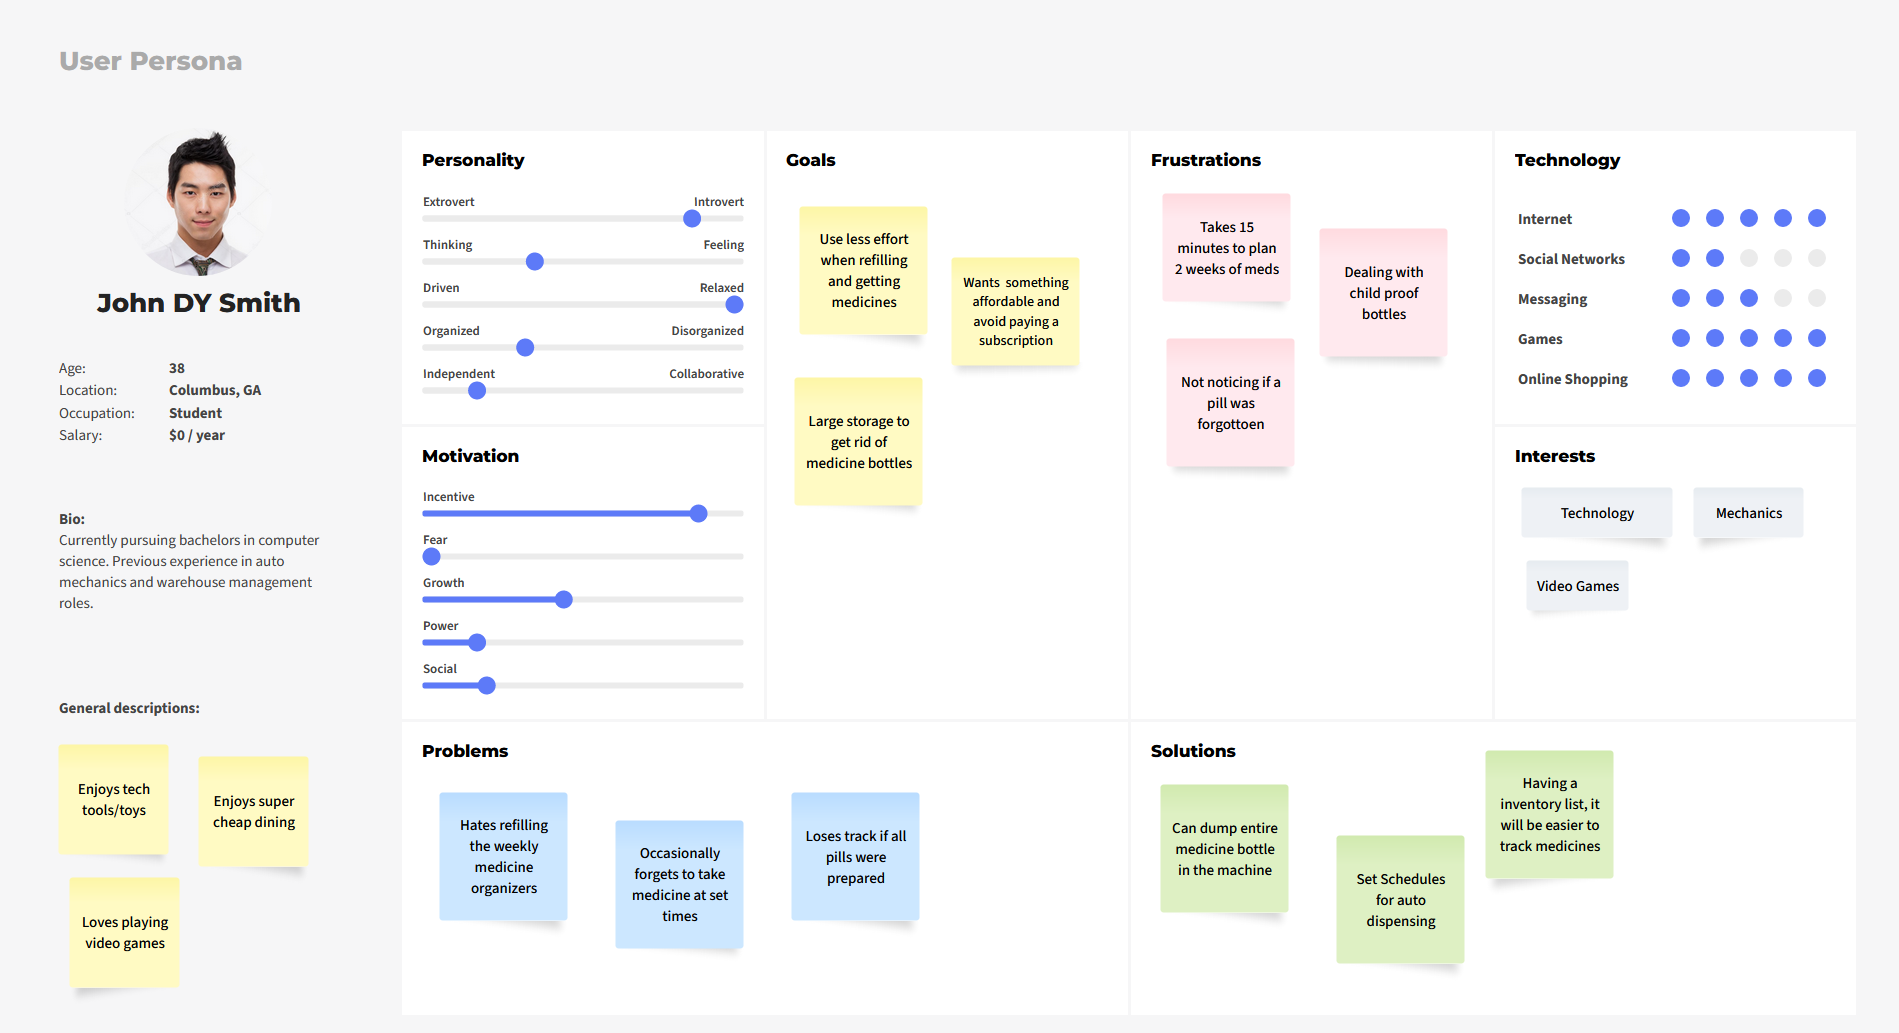 User Persona
John DY Smith
Age: 38
Location: Columbus, GA
Occupation: Student
Salary: $0 / year
Bio:
Currently pursuing bachelors in computer
science. Previous experience in auto
mechanics and warehouse management
roles.
General descriptions:
Enjoys tech
tools/toys
Enjoys super
cheap dining
Loves playing
video games
Personality
Extrovert Introvert
Thinking Feeling
Driven Relaxed
Organized Disorganized
Independent Collaborative
Motivation
Incentive
Fear
Growth
Power
Social
Goals
Use less effort
when refilling
and getting
medicines
Wants something
affordable and
avoid paying a
subscription
Large storage to
get rid of
medicine bottles
Frustrations
Takes 15
minutes to plan
2 weeks of meds
Dealing with
child proof
bottles
Not noticing if a
pill was
forgottoen
Technology
Internet
Social Networks
Messaging
Games
Online Shopping
Interests
Technology
Mechanics
Video Games
Problems
Hates refilling
the weekly
medicine
organizers
Occasionally
forgets to take
medicine at set
times
Loses track if all
pills were
prepared
Solutions
Can dump entire
medicine bottle
in the machine
Set Schedules
for auto
dispensing
Having a
inventory list, it
will be easier to
track medicines